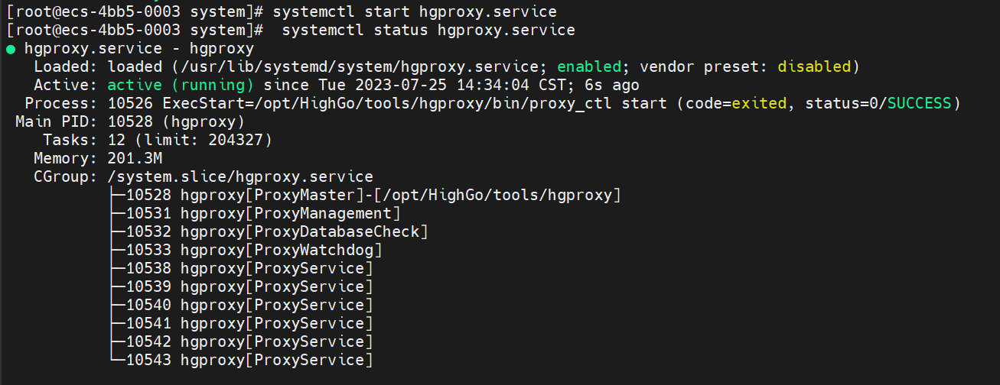 [root@ecs-4bb5-0003 system]# systemctl start hgproxy.service
[root@ecs-4bb5-0003 system]#  systemctl status hgproxy.service
● hgproxy.service - hgproxy
   Loaded: loaded (/usr/lib/systemd/system/hgproxy.service; enabled; vendor preset: disabled)
   Active: active (running) since Tue 2023-07-25 14:34:04 CST; 6s ago
  Process: 10526 ExecStart=/opt/HighGo/tools/hgproxy/bin/proxy_ctl start (code=exited, status=0/SUCCESS)
 Main PID: 10528 (hgproxy)
    Tasks: 12 (limit: 204327)
   Memory: 201.3M
   CGroup: /system.slice/hgproxy.service
           ├─10528 hgproxy[ProxyMaster]-[/opt/HighGo/tools/hgproxy]
           ├─10531 hgproxy[ProxyManagement]
           ├─10532 hgproxy[ProxyDatabaseCheck]
           ├─10533 hgproxy[ProxyWatchdog]
           ├─10538 hgproxy[ProxyService]
           ├─10539 hgproxy[ProxyService]
           ├─10540 hgproxy[ProxyService]
           ├─10541 hgproxy[ProxyService]
           ├─10542 hgproxy[ProxyService]
           └─10543 hgproxy[ProxyService]